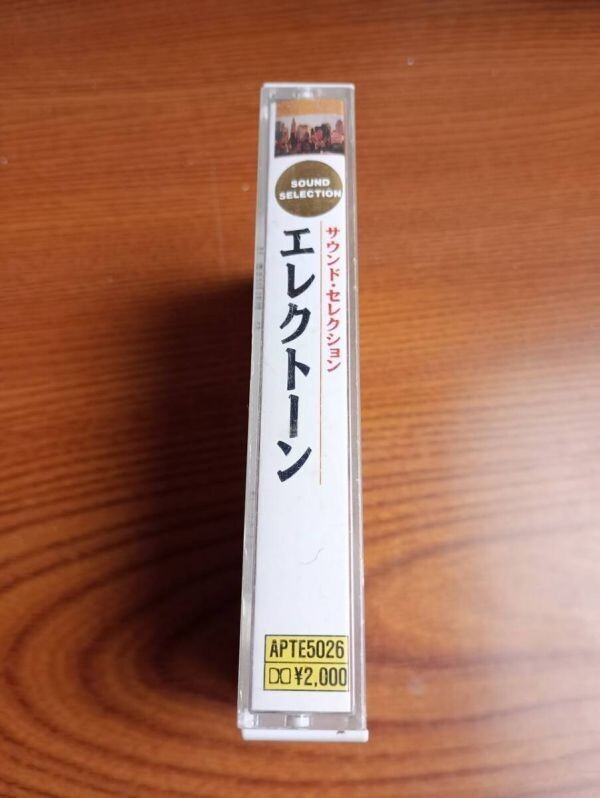 SOUND
SELECTION
サウンド・セレクション
エレクトーン
APTE5026
¥2,000